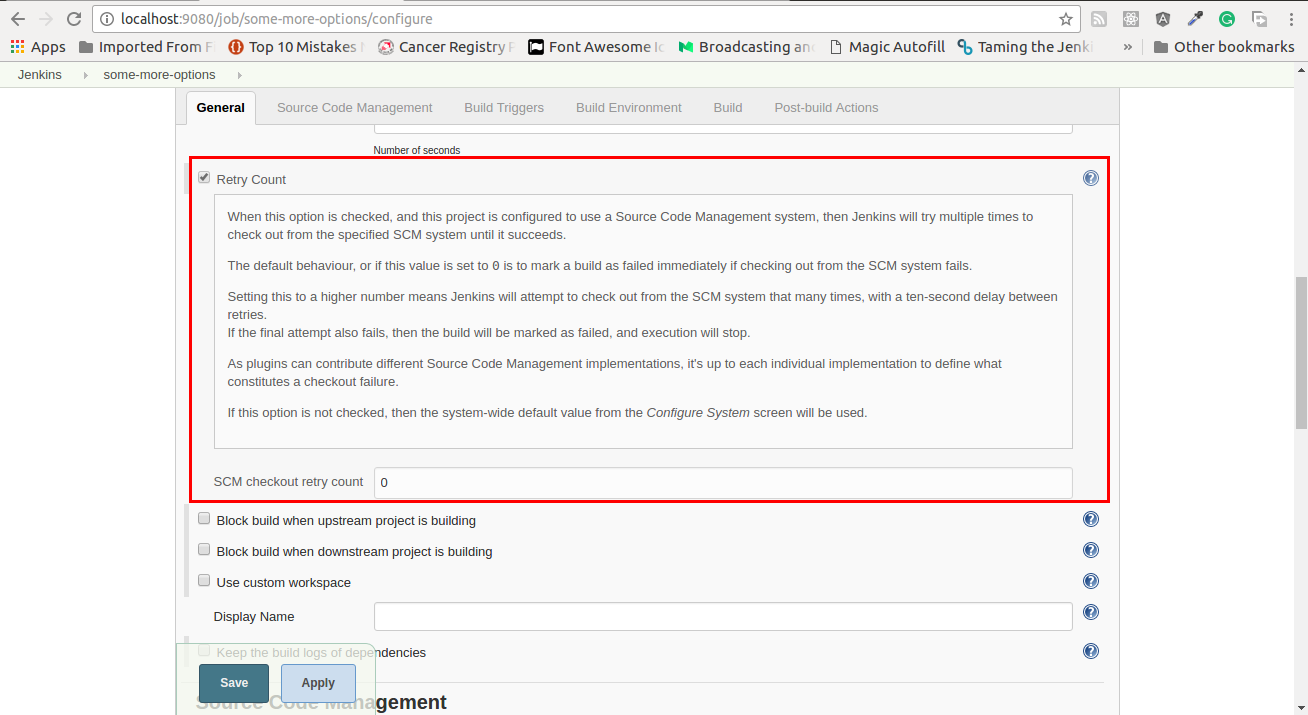 localhost:9080/job/some-more-options/configure
Apps Imported From F Top 10 Mistakes Cancer Registry Font Awesome Ic Broadcasting an Magic Autofill Taming the Jenki » Other bookmarks
Jenkins some-more-options
General Source Code Management Build Triggers Build Environment Build Post-build Actions
Number of seconds
Retry Count
When this option is checked, and this project is configured to use a Source Code Management system, then Jenkins will try multiple times to
check out from the specified SCM system until it succeeds.
The default behaviour, or if this value is set to 0 is to mark a build as failed immediately if checking out from the SCM system fails.
Setting this to a higher number means Jenkins will attempt to check out from the SCM system that many times, with a ten-second delay between
retries.
If the final attempt also fails, then the build will be marked as failed, and execution will stop.
As plugins can contribute different Source Code Management implementations, it's up to each individual implementation to define what
constitutes a checkout failure.
If this option is not checked, then the system-wide default value from the Configure System screen will be used.
SCM checkout retry count 0
Block build when upstream project is building
Block build when downstream project is building
Use custom workspace
Display Name
Keep the build logs of dependencies
Save Apply
Source Code Management